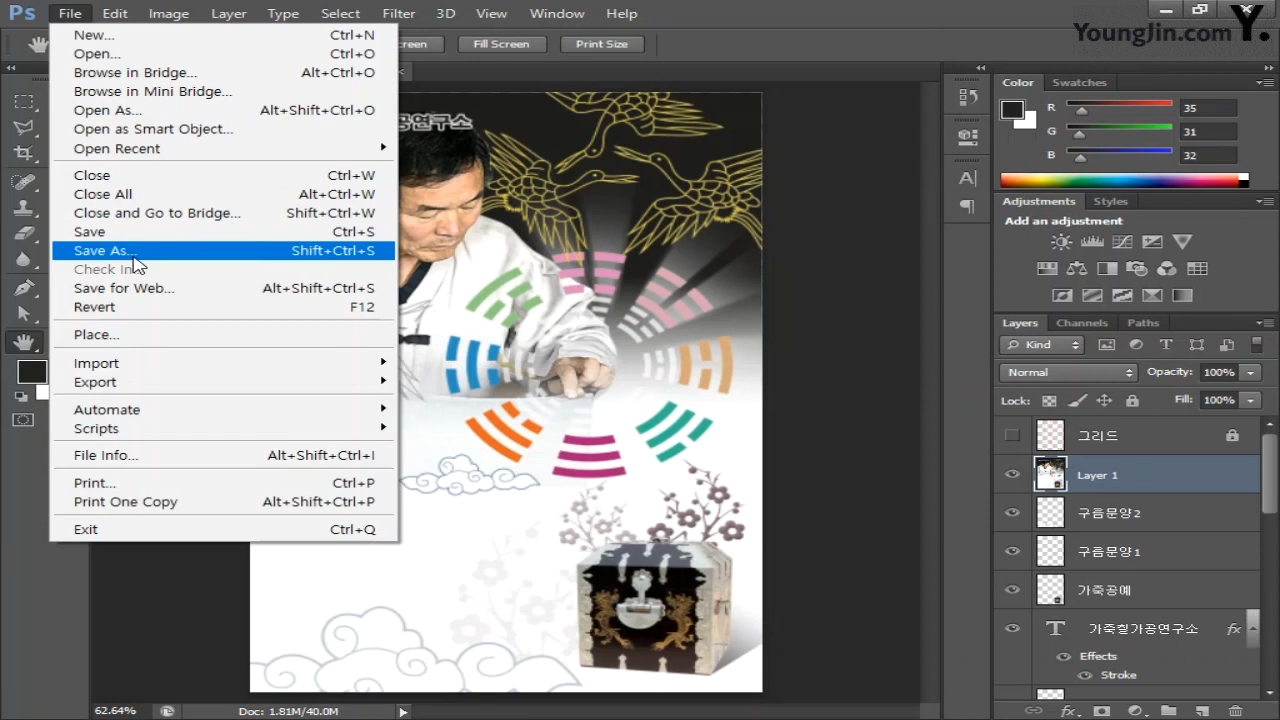 Ps File Edit Image Layer Type Select Filter 3D View Window Help
YoungJin.com Y.
Fill Screen Print Size
New... Ctrl+N
Open... Ctrl+O
Browse in Bridge... Alt+Ctrl+O
Browse in Mini Bridge...
Open As... Alt+Shift+Ctrl+O
Open as Smart Object...
Open Recent
Close Ctrl+W
Close All Alt+Ctrl+W
Close and Go to Bridge... Shift+Ctrl+W
Save Ctrl+S
Save As... Shift+Ctrl+S
Check In
Save for Web... Alt+Shift+Ctrl+S
Revert F12
Place...
Import
Export
Automate
Scripts
File Info... Alt+Shift+Ctrl+I
Print... Ctrl+P
Print One Copy Alt+Shift+Ctrl+P
Exit Ctrl+Q
공연구소
62.64% Doc: 1.81M/40.0M
Color Swatches
R 35
G 31
B 32
Adjustments Styles
Add an adjustment
Layers Channels Paths
Kind
Normal Opacity: 100%
Lock: Fill: 100%
그리드
Layer 1
구름문양2
구름문양1
가죽공예
T 가죽칠가공연구소 fx
Effects
Stroke